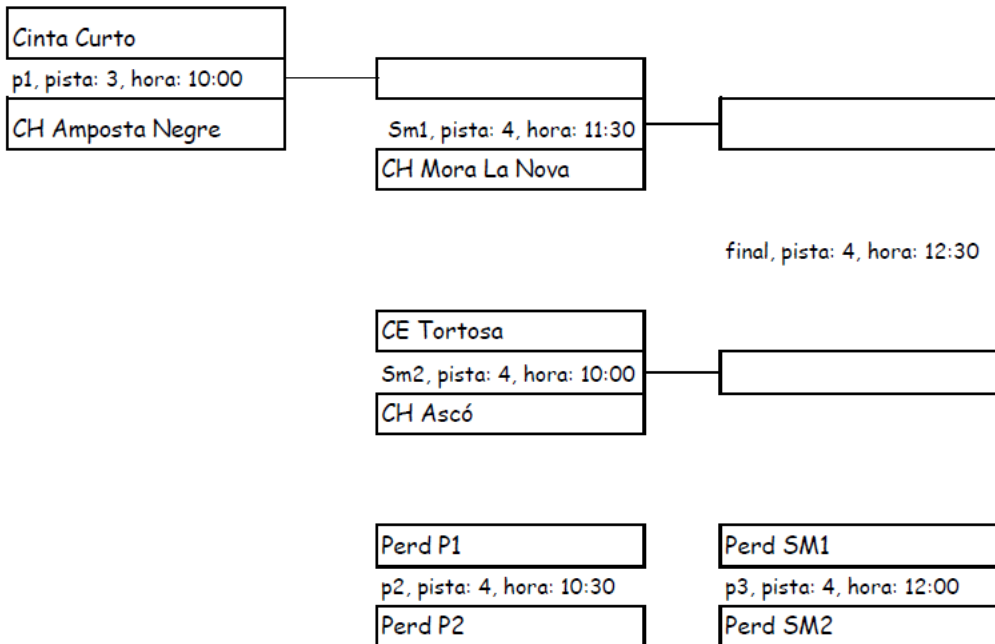 Cinta Curto
p1, pista: 3, hora: 10:00
CH Amposta Negre
Sm1, pista: 4, hora: 11:30
CH Mora La Nova
final, pista: 4, hora: 12:30
CE Tortosa
Sm2, pista: 4, hora: 10:00
CH Ascó
Perd P1
p2, pista: 4, hora: 10:30
Perd P2
Perd SM1
p3, pista: 4, hora: 12:00
Perd SM2